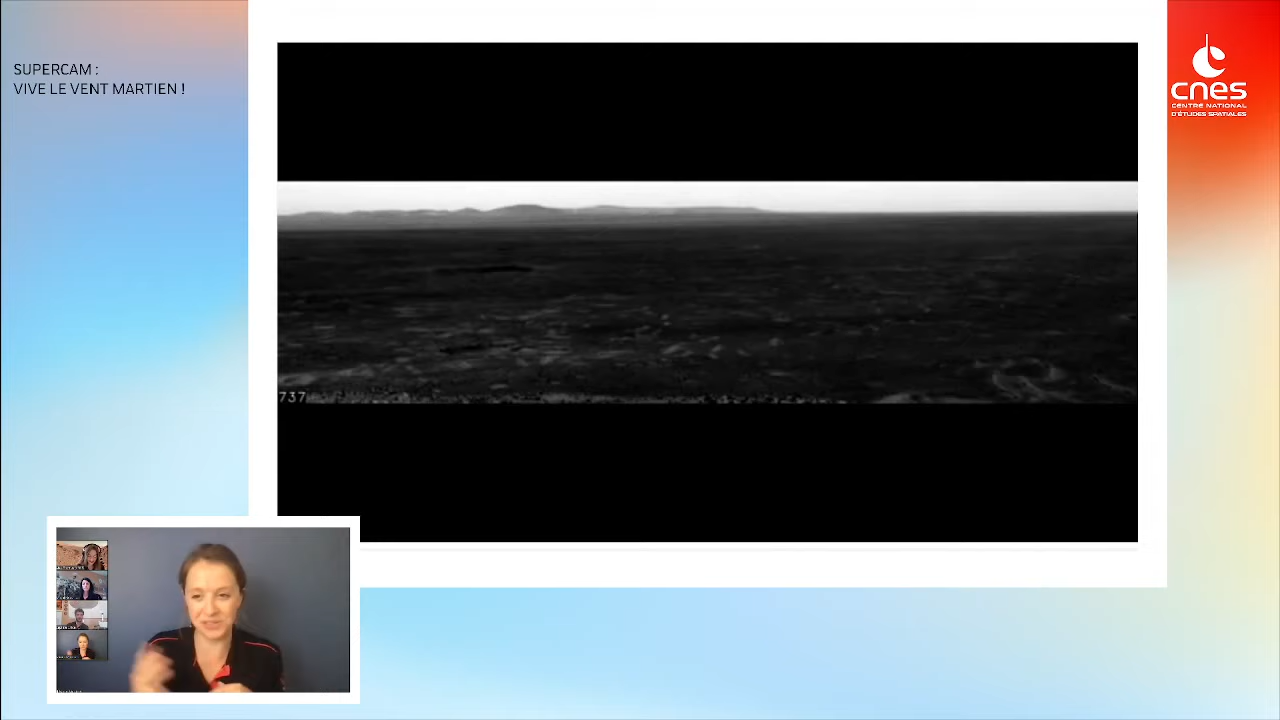 SUPERCAM :
VIVE LE VENT MARTIEN !
cnes
CENTRE NATIONAL
D'ÉTUDES SPATIALES
737